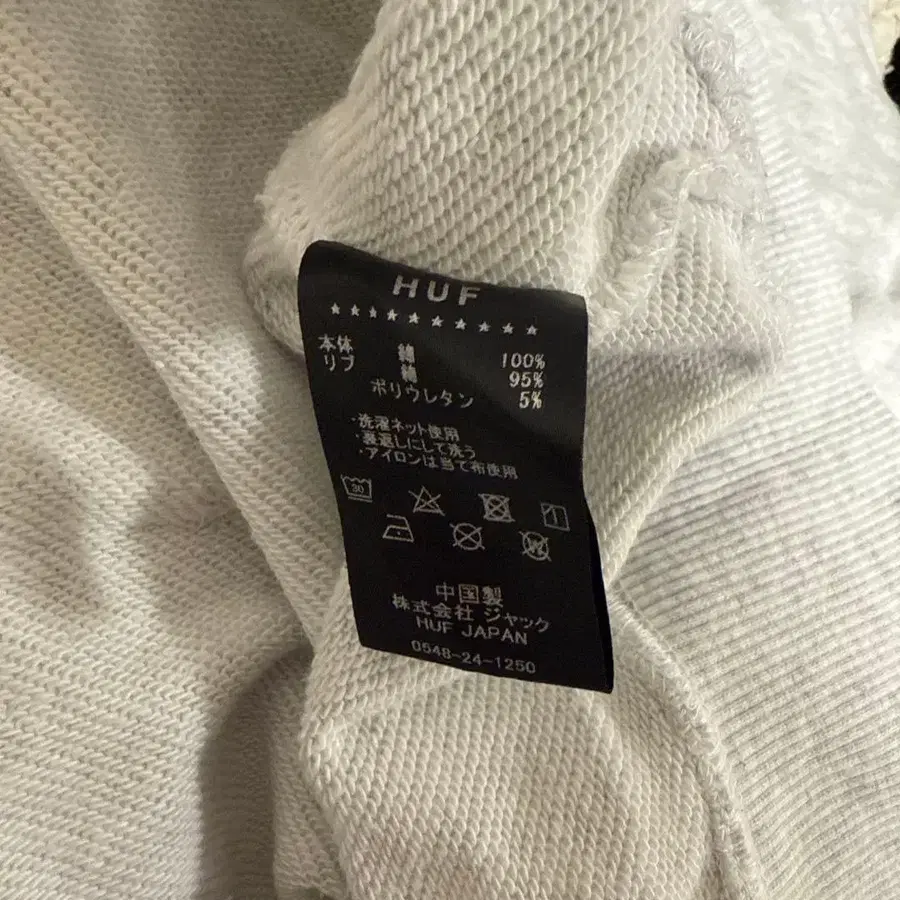 HUF
★★★★★★★★★★
本体 綿 100%
リブ 綿 95%
ポリウレタン 5%
・洗濯ネット使用
・裏返しにして洗う
・アイロンは当て布使用
30
W
中国製
株式会社 ジャック
HUF JAPAN
0548-24-1250